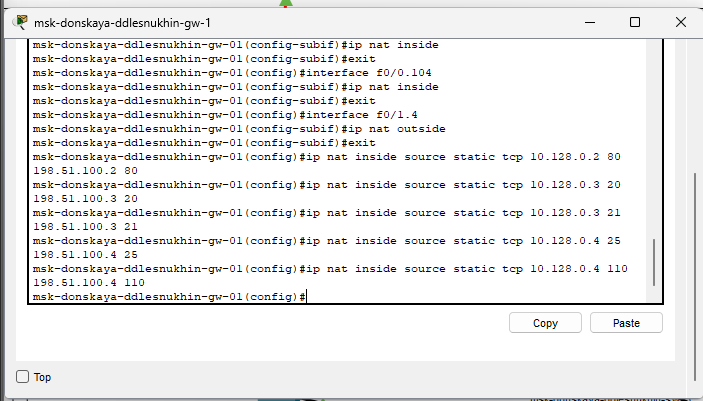 msk-donskaya-ddlesnukhin-gw-1
msk-donskaya-ddlesnukhin-gw-01(config-subif)#ip nat inside
msk-donskaya-ddlesnukhin-gw-01(config-subif)#exit
msk-donskaya-ddlesnukhin-gw-01(config)#interface f0/0.104
msk-donskaya-ddlesnukhin-gw-01(config-subif)#ip nat inside
msk-donskaya-ddlesnukhin-gw-01(config-subif)#exit
msk-donskaya-ddlesnukhin-gw-01(config)#interface f0/1.4
msk-donskaya-ddlesnukhin-gw-01(config-subif)#ip nat outside
msk-donskaya-ddlesnukhin-gw-01(config-subif)#exit
msk-donskaya-ddlesnukhin-gw-01(config)#ip nat inside source static tcp 10.128.0.2 80
198.51.100.2 80
msk-donskaya-ddlesnukhin-gw-01(config)#ip nat inside source static tcp 10.128.0.3 20
198.51.100.3 20
msk-donskaya-ddlesnukhin-gw-01(config)#ip nat inside source static tcp 10.128.0.3 21
198.51.100.3 21
msk-donskaya-ddlesnukhin-gw-01(config)#ip nat inside source static tcp 10.128.0.4 25
198.51.100.4 25
msk-donskaya-ddlesnukhin-gw-01(config)#ip nat inside source static tcp 10.128.0.4 110
198.51.100.4 110
msk-donskaya-ddlesnukhin-gw-01(config)#
Copy
Paste
Top